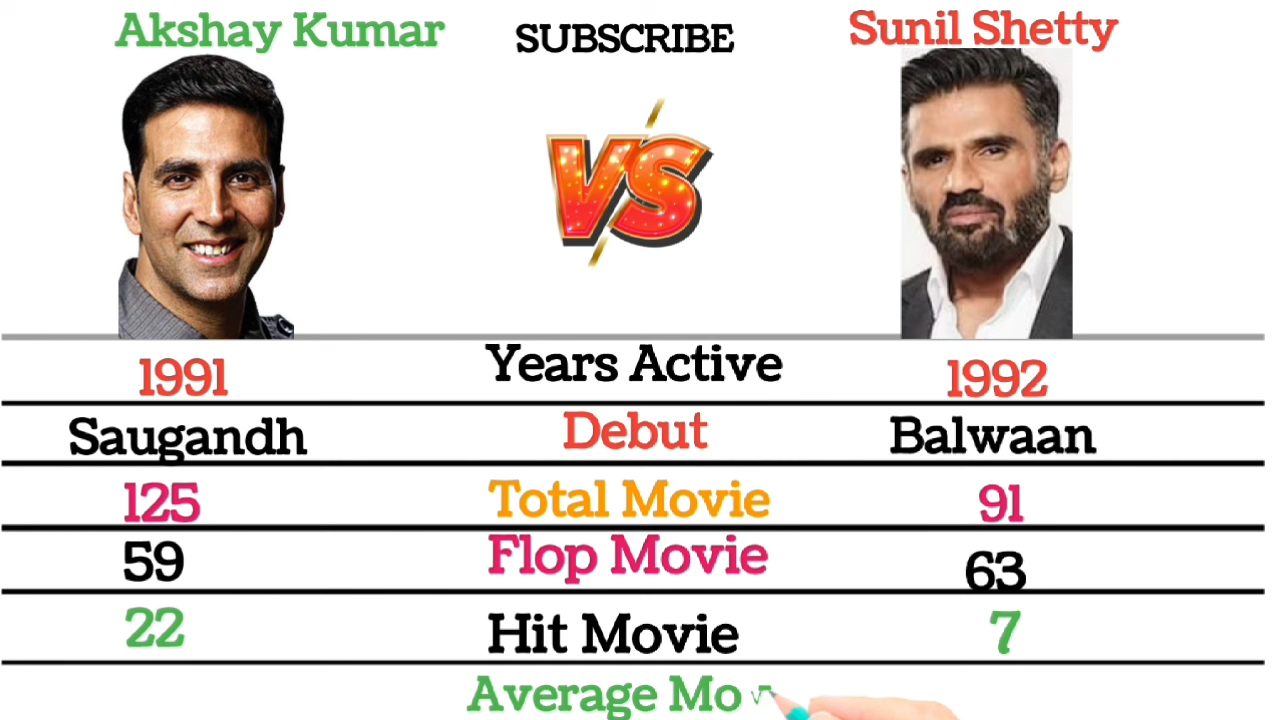 Akshay Kumar SUBSCRIBE Sunil Shetty
VS
1991 Years Active 1992
Saugandh Debut Balwaan
125 Total Movie 91
59 Flop Movie 63
22 Hit Movie 7
Average Mov